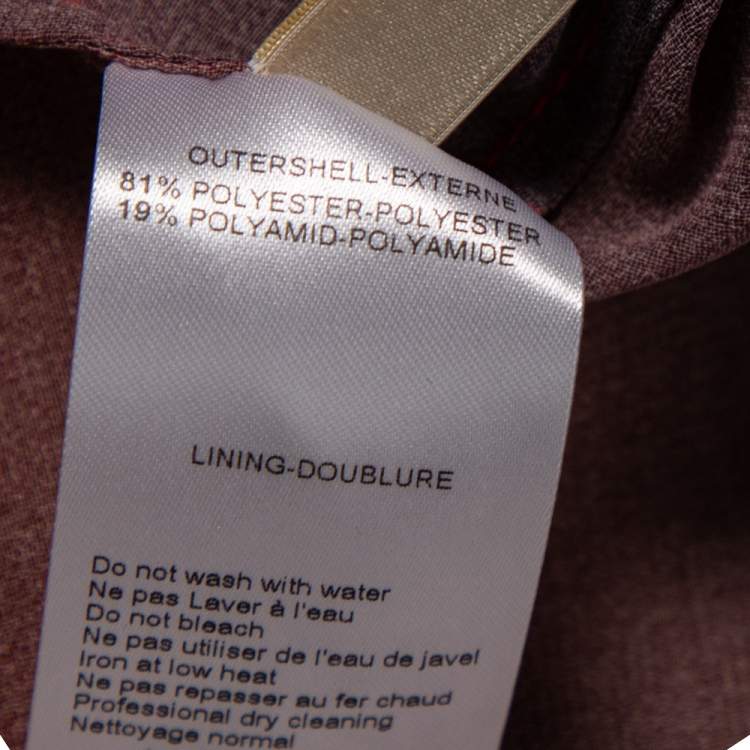 OUTERSHELL-EXTERNE
81% POLYESTER-POLYESTER
19% POLYAMID-POLYAMIDE
LINING-DOUBLURE
Do not wash with water
Ne pas Laver à l'eau
Do not bleach
Ne pas utiliser de l'eau de javel
Iron at low heat
Ne pas repasser au fer chaud
Professional dry cleaning
Nettoyage normal